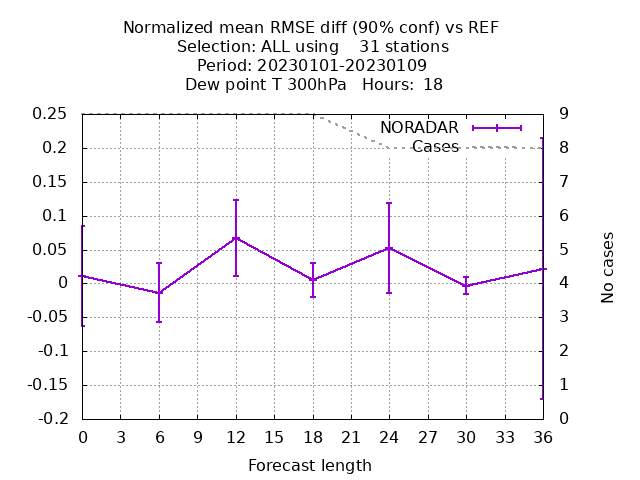 Normalized mean RMSE diff (90% conf) vs REF
Selection: ALL using    31 stations
Period: 20230101-20230109
Dew point T 300hPa   Hours:  18
NORADAR
Cases
0.25
0.2
0.15
0.1
0.05
0
-0.05
-0.1
-0.15
-0.2
9
8
7
6
5
4
3
2
1
0
No cases
0 3 6 9 12 15 18 21 24 27 30 33 36
Forecast length